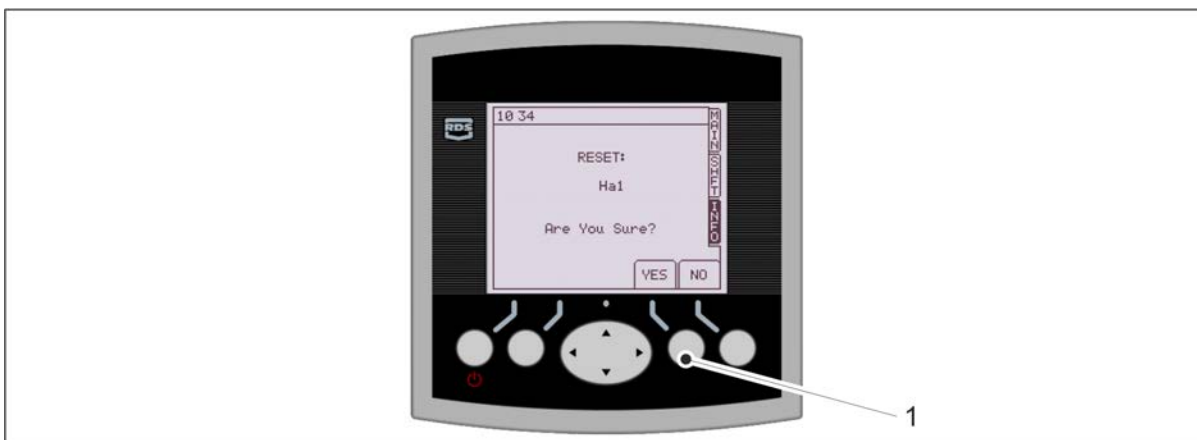 RDS
10 34
RESET:
Ha1
Are You Sure?
YES NO
MAIN
SHFT
INFO
1